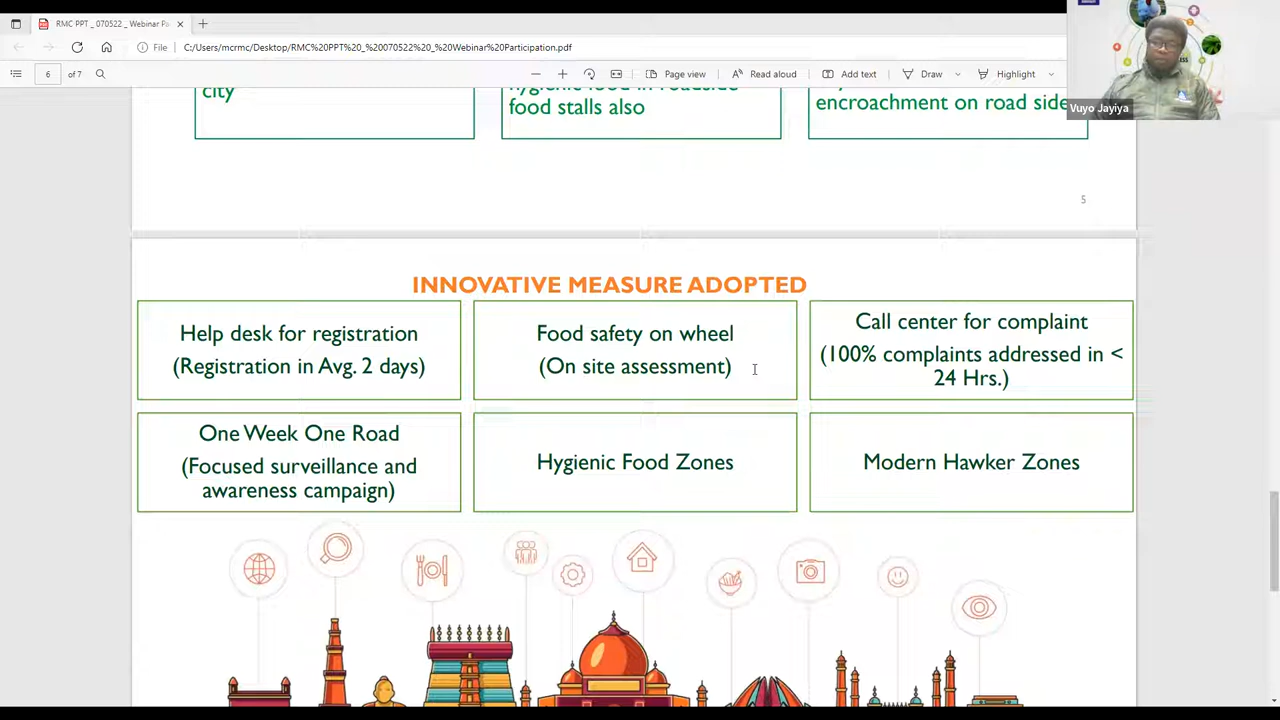 RMC PPT _ 070522 _ Webinar Pa
File
C:/Users/mcrmc/Desktop/RMC%20PPT%20_%20070522%20_%20Webinar%20Participation.pdf
6 of 7
Page view
Read aloud
Add text
Draw
Highlight
Vuyo Jayiya
city
hygienic food in roadside
food stalls also
encroachment on road side
5
INNOVATIVE MEASURE ADOPTED
Help desk for registration
(Registration in Avg. 2 days)
Food safety on wheel
(On site assessment)
Call center for complaint
(100% complaints addressed in <
24 Hrs.)
One Week One Road
(Focused surveillance and
awareness campaign)
Hygienic Food Zones
Modern Hawker Zones